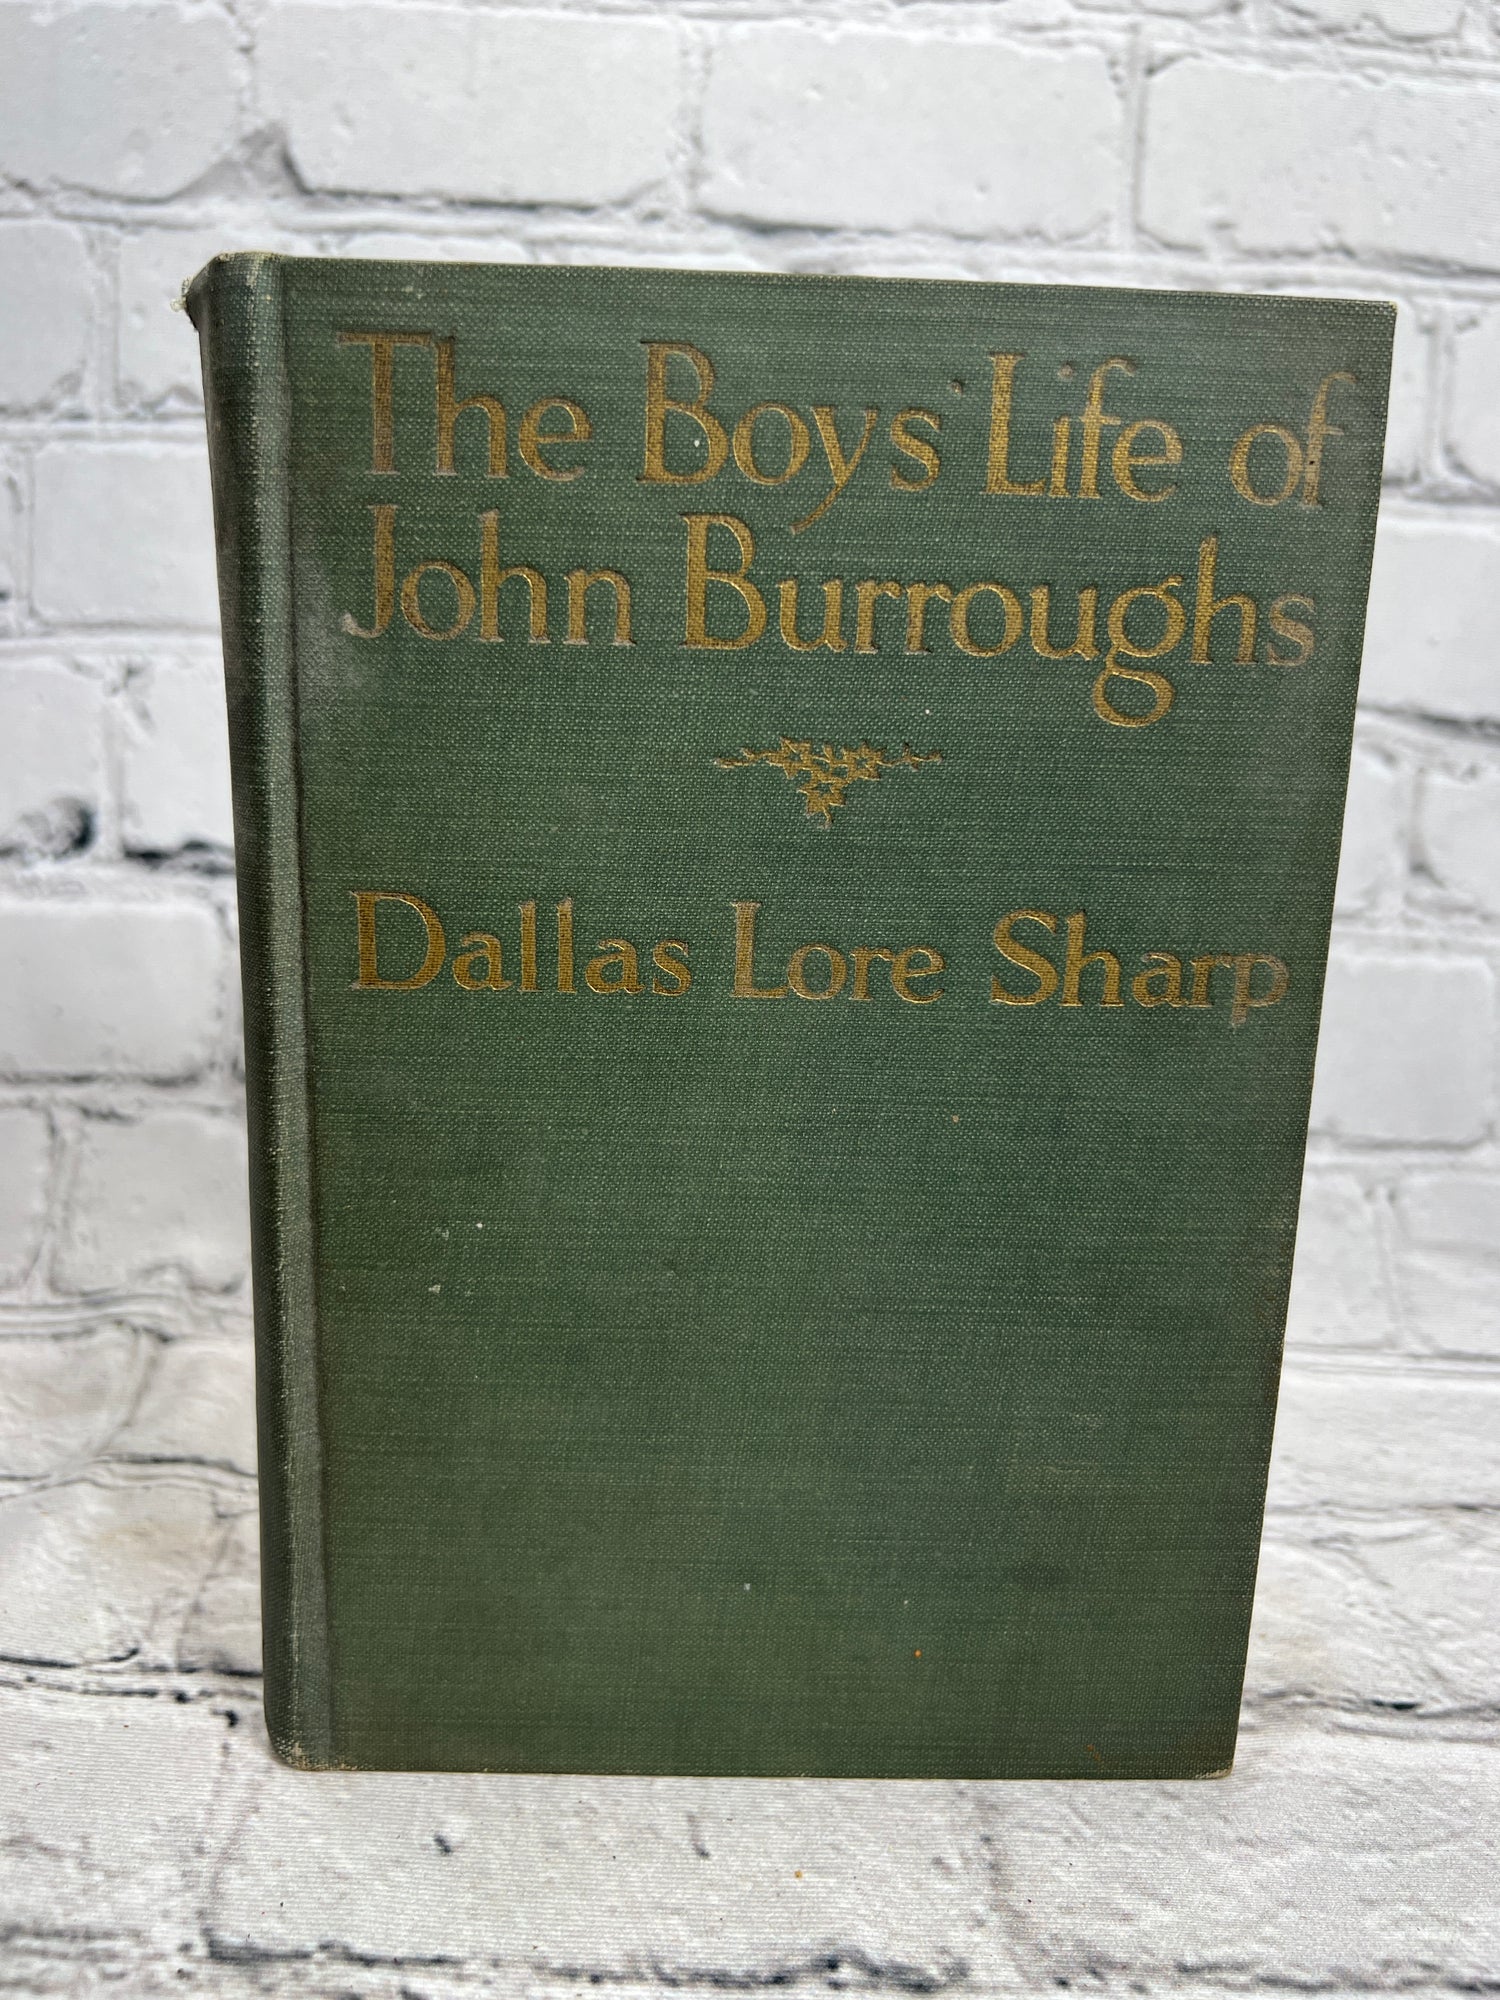 The Boys' Life of
John Burroughs
Dallas Lore Sharp